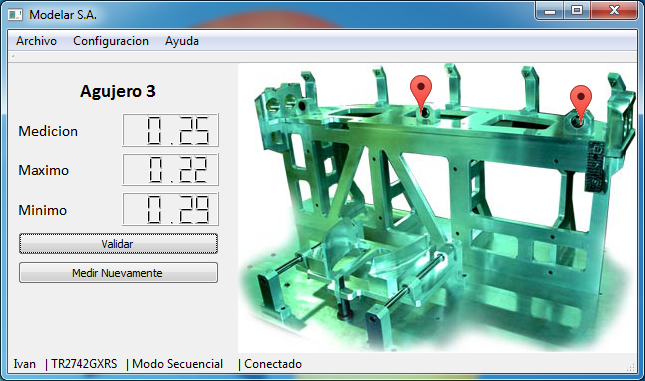 Modelar S.A.
Archivo Configuracion Ayuda
Agujero 3
Medicion 0.25
Maximo 0.22
Minimo 0.29
Validar
Medir Nuevamente
Ivan | TR2742GXRS | Modo Secuencial | Conectado